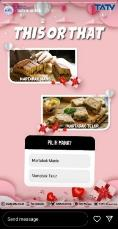 TATV
THIS OR THAT
MARTABAK MANIS
MARTABAK TELUR
PILIH MANA?
Martabak Manis
Martabak Telur
Send message